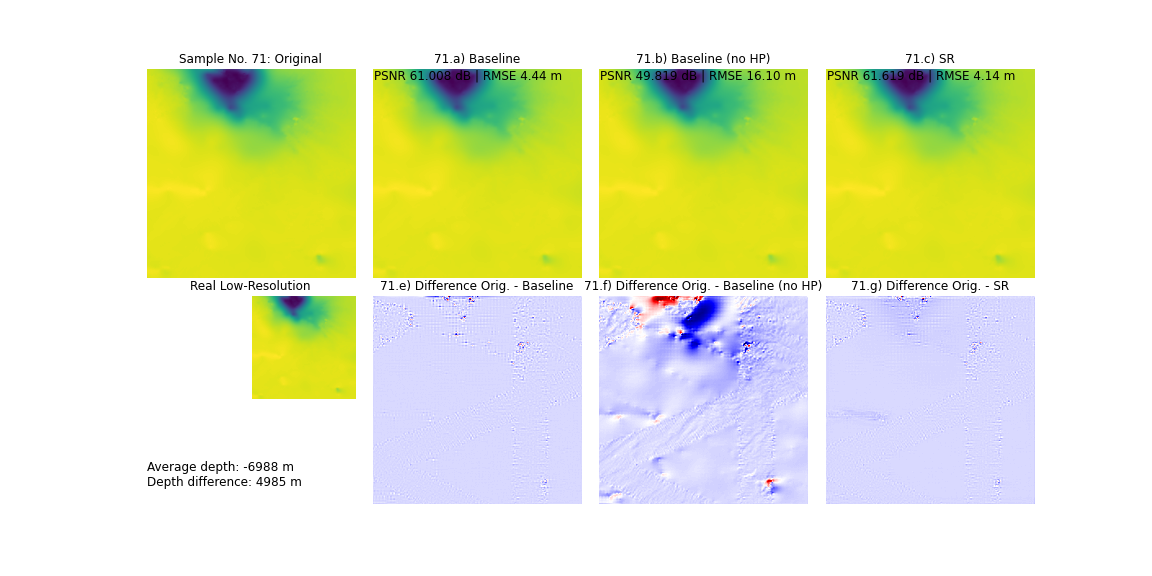 Sample No. 71: Original
71.a) Baseline
71.b) Baseline (no HP)
71.c) SR
PSNR 61.008 dB | RMSE 4.44 m
PSNR 49.819 dB | RMSE 16.10 m
PSNR 61.619 dB | RMSE 4.14 m
Real Low-Resolution
71.e) Difference Orig. - Baseline
71.f) Difference Orig. - Baseline (no HP)
71.g) Difference Orig. - SR
Average depth: -6988 m
Depth difference: 4985 m